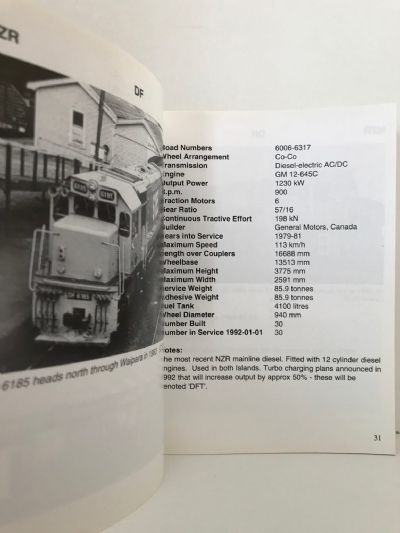 NZR
DF
6185
DF 6185
6185 heads north through Waipara in 1983
Road Numbers 6006-6317
Wheel Arrangement Co-Co
Transmission Diesel-electric AC/DC
Engine GM 12-645C
Output Power 1230 kW
R.p.m. 900
Traction Motors 6
Gear Ratio 57/16
Continuous Tractive Effort 198 kN
Builder General Motors, Canada
Years into Service 1979-81
Maximum Speed 113 km/h
Length over Couplers 16688 mm
Wheelbase 13513 mm
Maximum Height 3775 mm
Maximum Width 2591 mm
Service Weight 85.9 tonnes
Adhesive Weight 85.9 tonnes
Fuel Tank 4100 litres
Wheel Diameter 940 mm
Number Built 30
Number in Service 1992-01-01 30
Notes:
The most recent NZR mainline diesel. Fitted with 12 cylinder diesel
engines. Used in both Islands. Turbo charging plans announced in
1992 that will increase output by approx 50% - these will be
denoted 'DFT'.
31